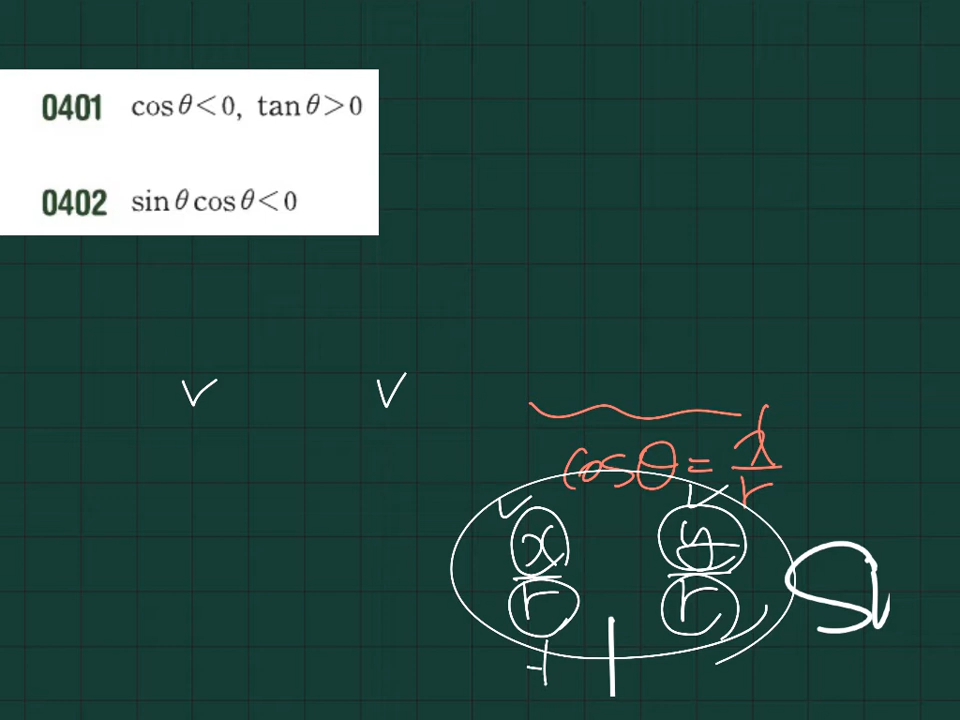 0401 cosθ<0, tanθ>0
0402 sinθcosθ<0
cosθ = x/r
x y
r r